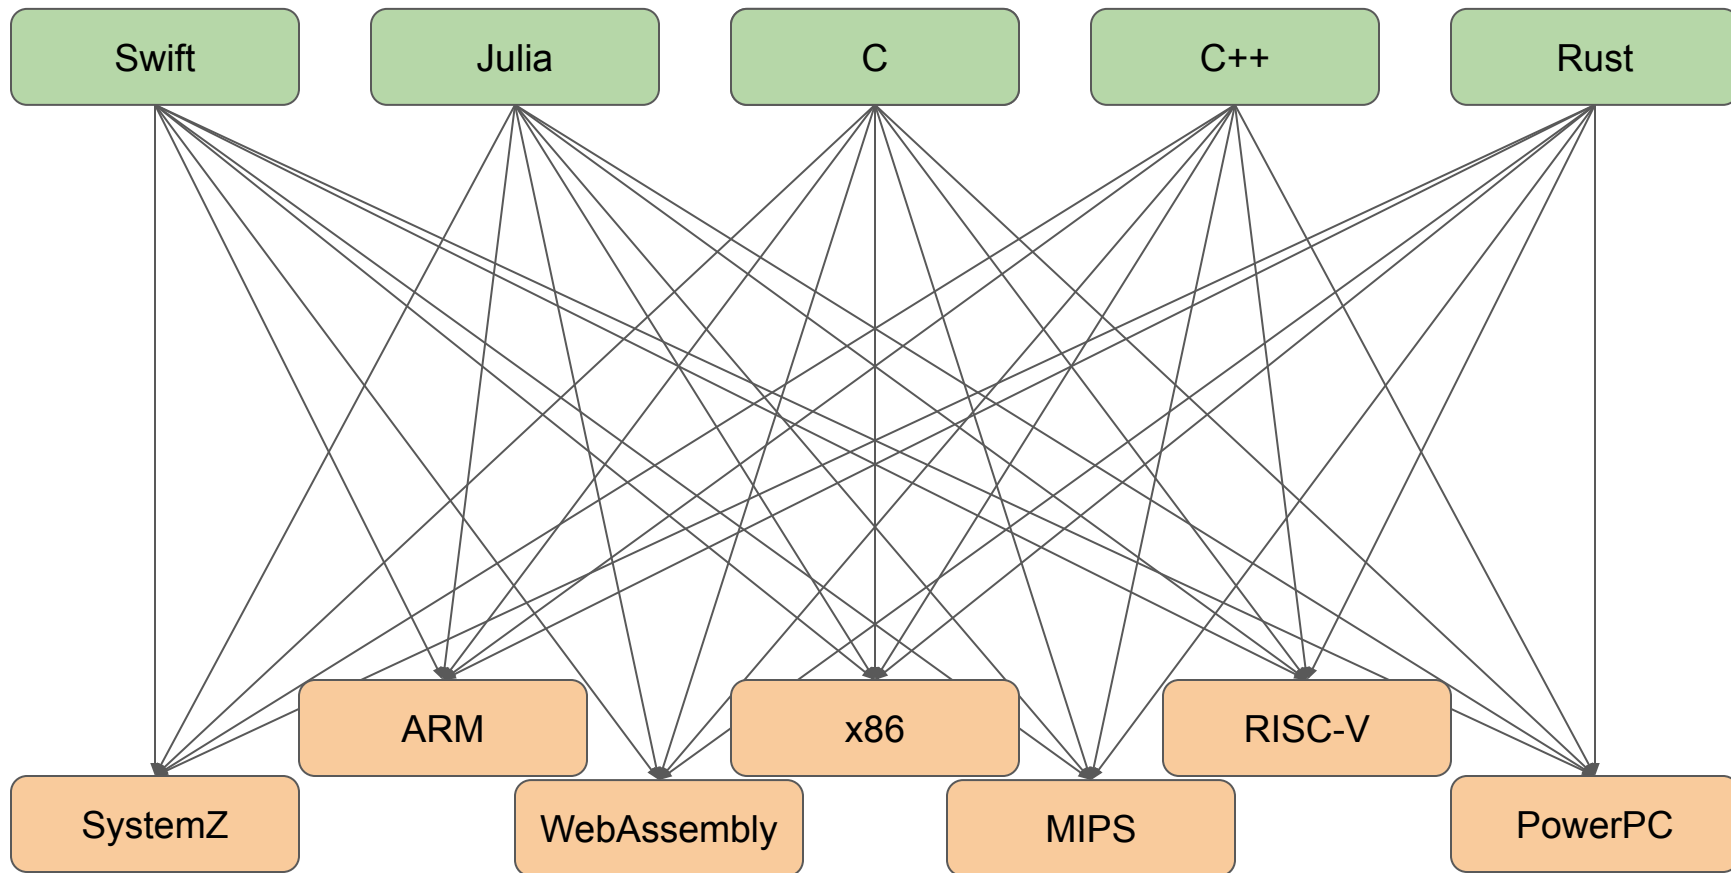 Swift
Julia
C
C++
Rust
ARM
x86
RISC-V
SystemZ
WebAssembly
MIPS
PowerPC